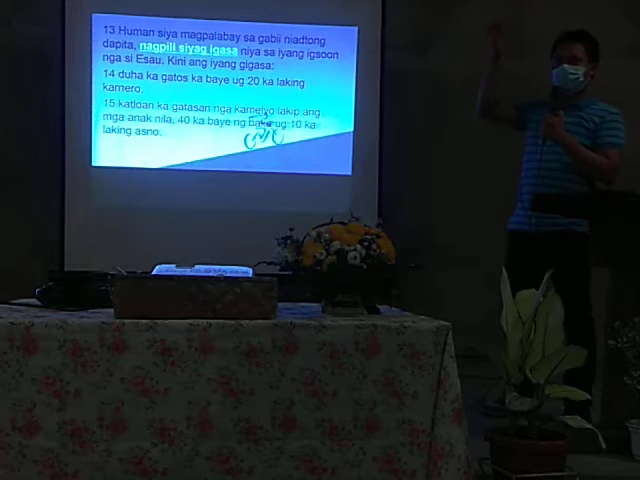 13 Human siya magpalabay sa gabii niadtong
dapita, nagpili siyag igasa niya sa iyang igsoon
nga si Esau. Kini ang iyang gigasa:
14 duha ka gatos ka baye ug 20 ka laking
karnero.
15 katloan ka gatasan nga kamelyo lakip ang
mga anak nila, 40 ka baye ng baka ug 10 ka
laking asno.